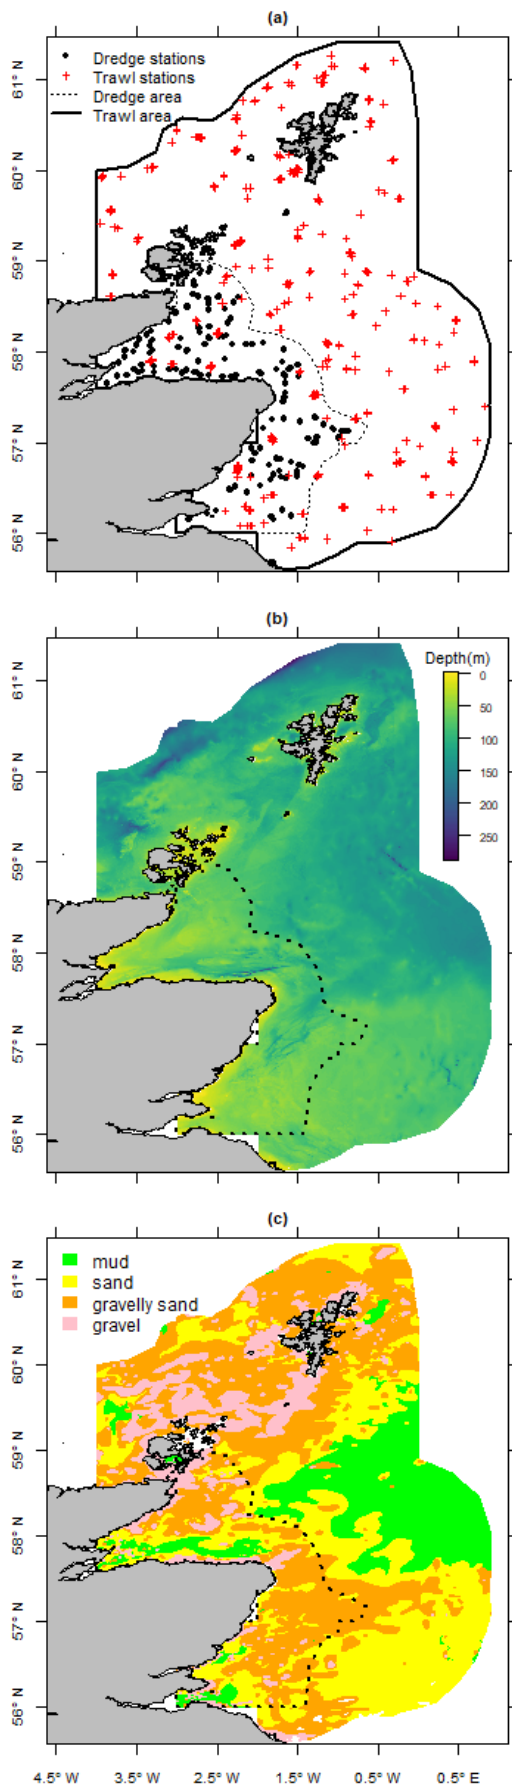 (a)
Dredge stations
Trawl stations
Dredge area
Trawl area
61° N
60° N
59° N
58° N
57° N
56° N
(b)
Depth(m)
0
50
100
150
200
250
61° N
60° N
59° N
58° N
57° N
56° N
(c)
mud
sand
gravelly sand
gravel
61° N
60° N
59° N
58° N
57° N
56° N
4.5° W 3.5° W 2.5° W 1.5° W 0.5° W 0.5° E